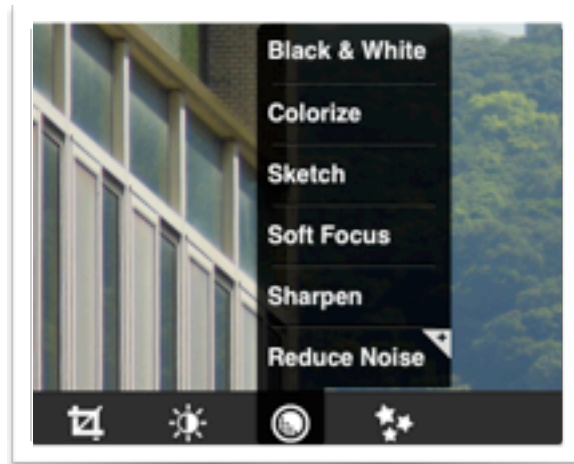 Black & White
Colorize
Sketch
Soft Focus
Sharpen
Reduce Noise